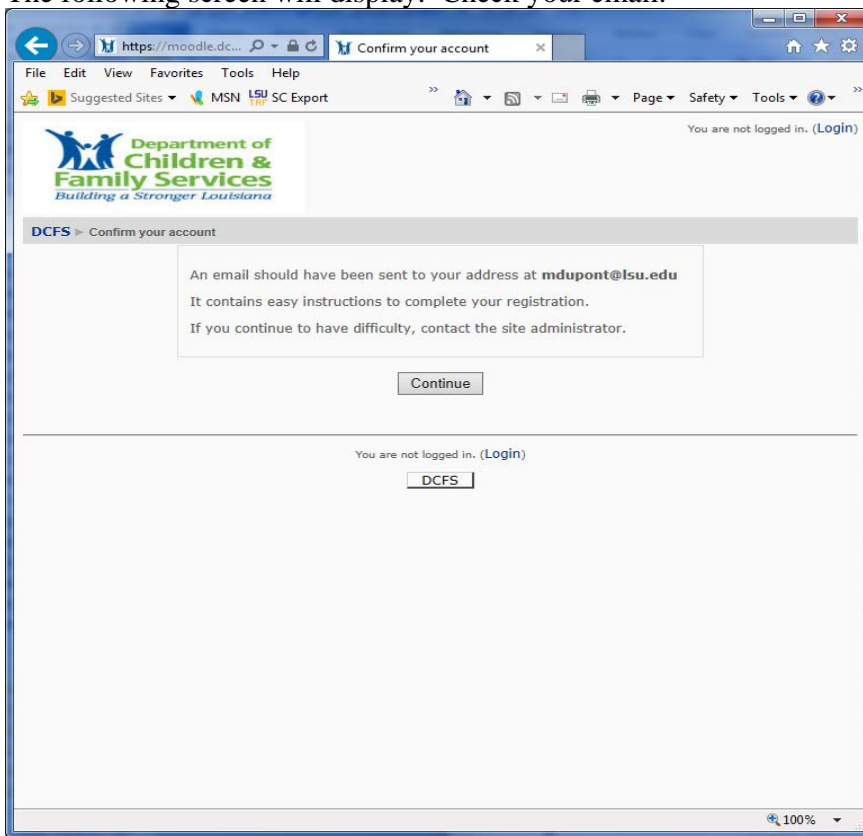 The following screen will display. Check your email.
https://moodle.dc...
Confirm your account
File Edit View Favorites Tools Help
Suggested Sites MSN LSU TRF SC Export » Page Safety Tools »
You are not logged in. (Login)
Department of
Children &
Family Services
Building a Stronger Louisiana
DCFS ► Confirm your account
An email should have been sent to your address at mdupont@lsu.edu
It contains easy instructions to complete your registration.
If you continue to have difficulty, contact the site administrator.
Continue
You are not logged in. (Login)
DCFS
100%